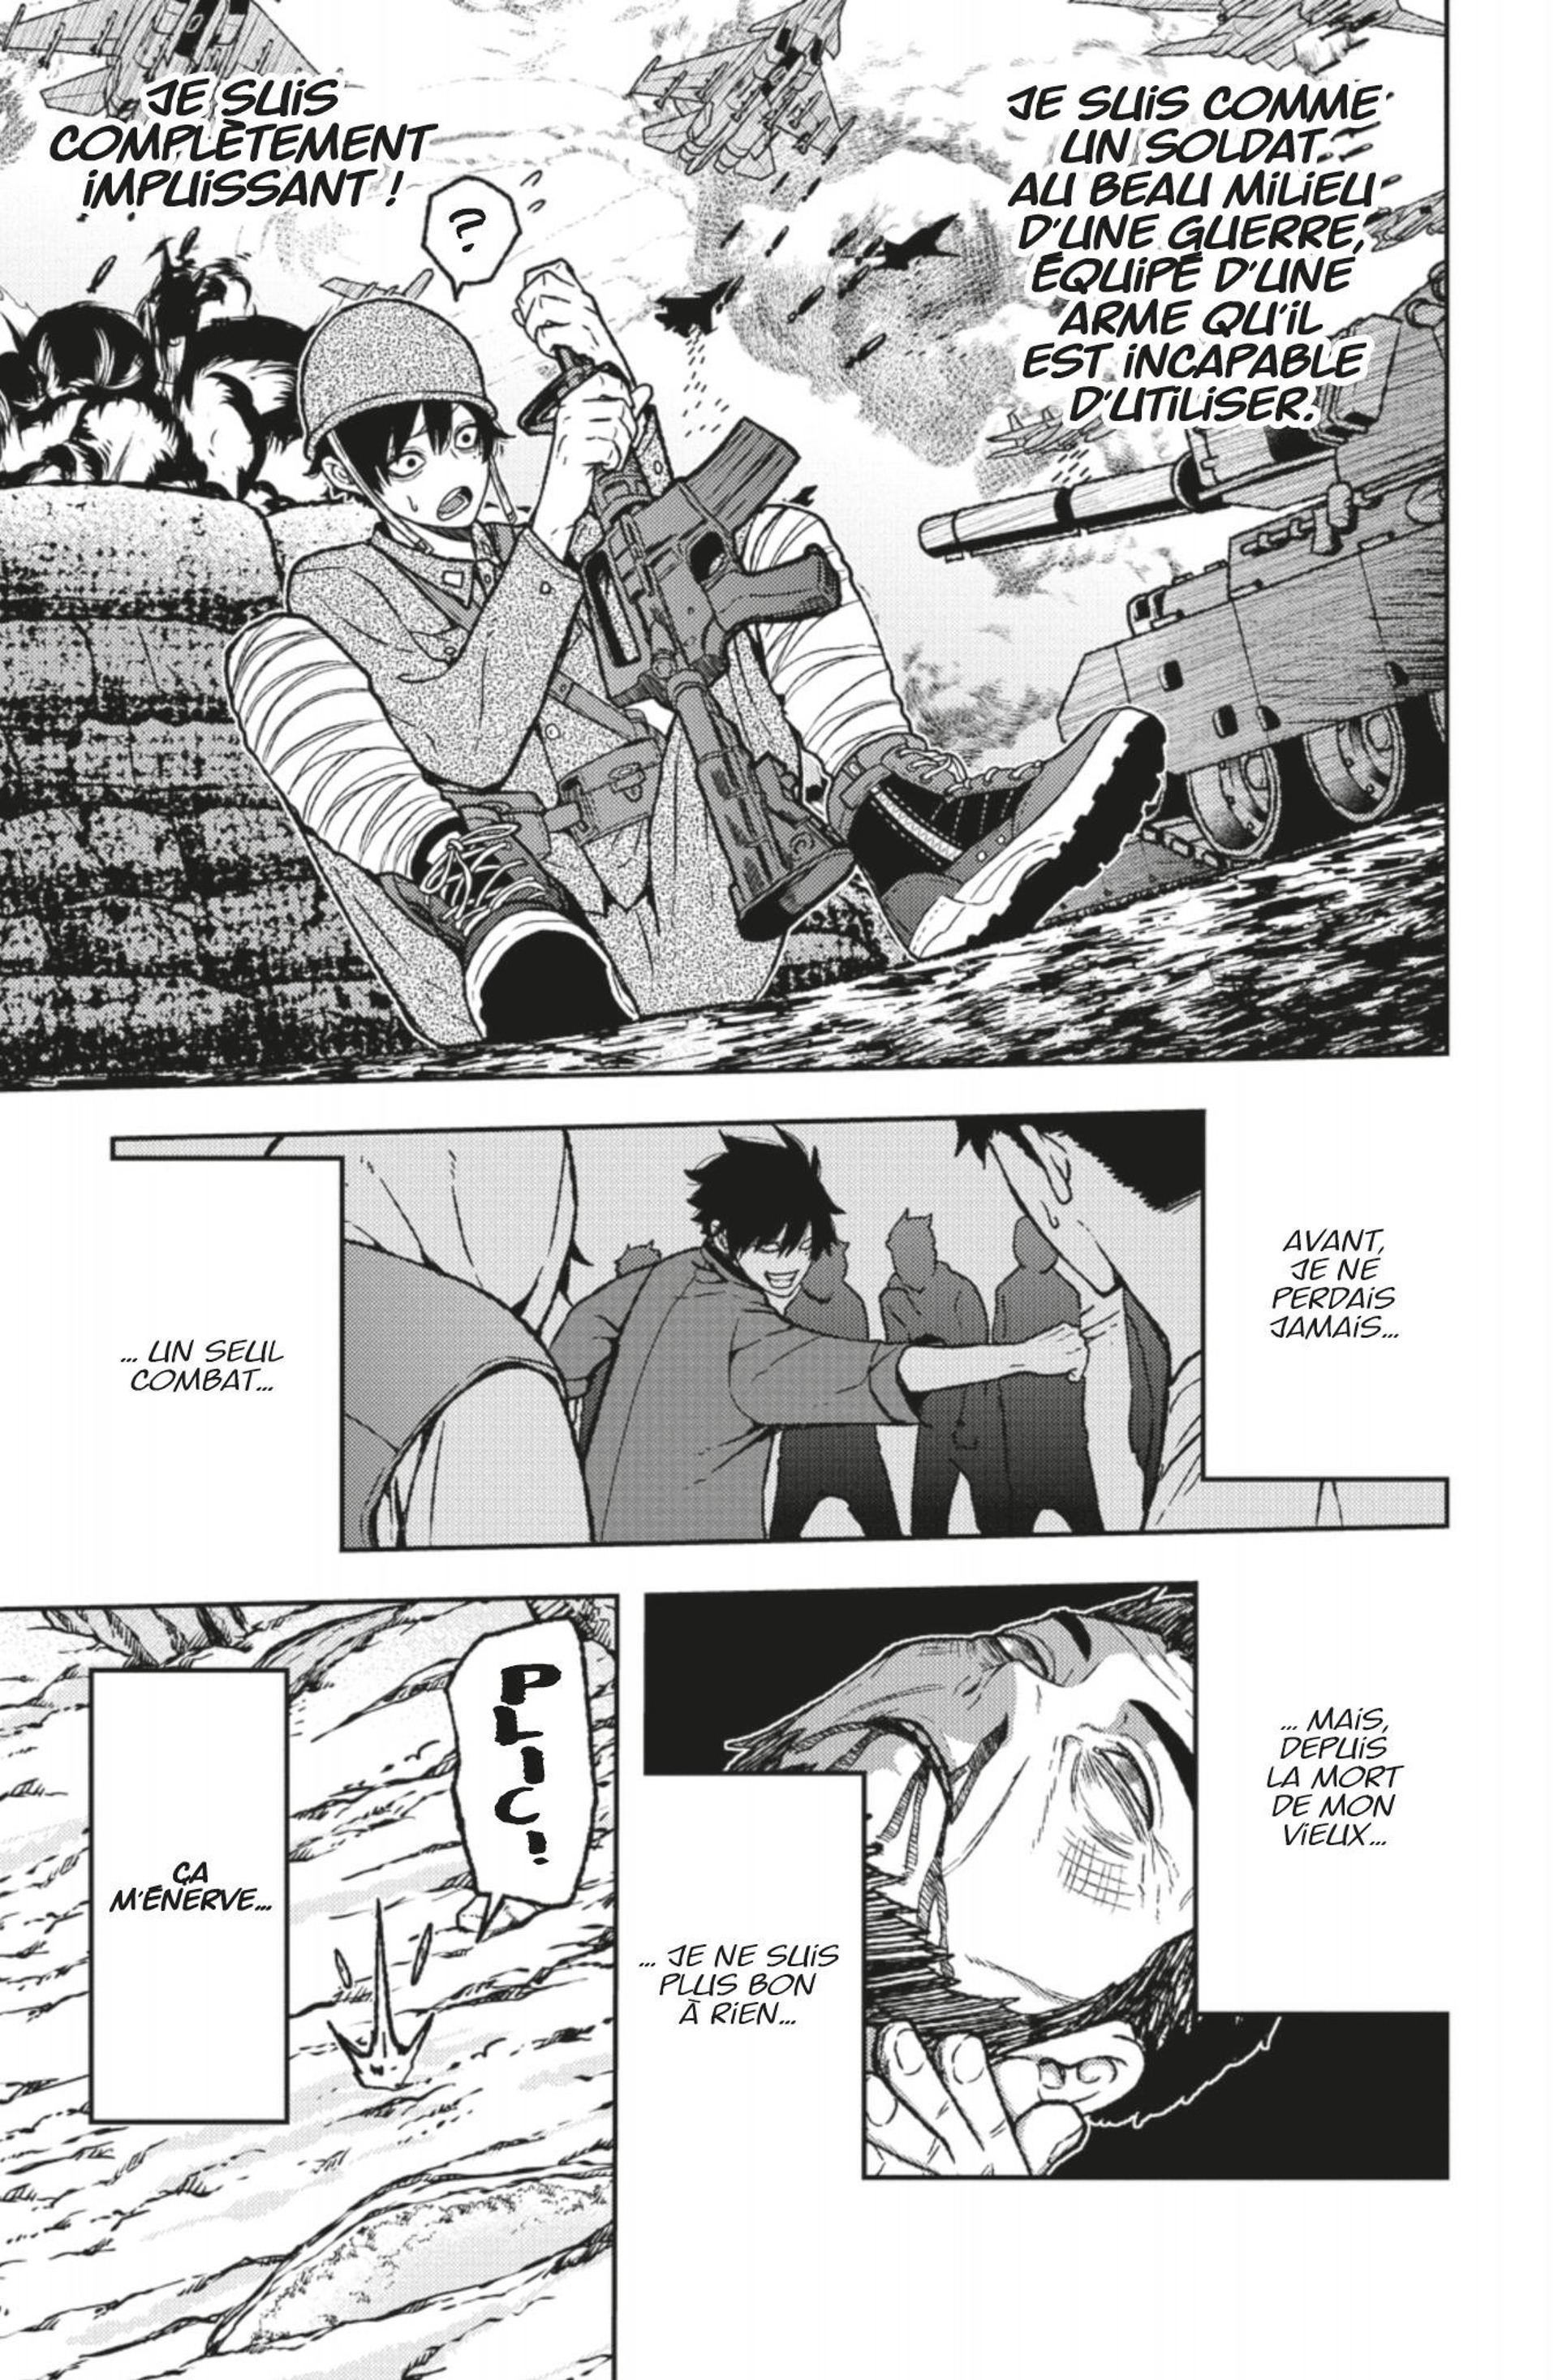 JE SUIS COMME
UN SOLDAT
AU BEAU MILIEU
D'UNE GUERRE,
ÉQUIPÉ D'UNE
ARME QU'IL
EST INCAPABLE
D'UTILISER.
JE SUIS
COMPLÈTEMENT
IMPUISSANT !
?
AVANT,
JE NE
PERDAIS
JAMAIS...
... UN SEUL
COMBAT...
... MAIS,
DEPUIS
LA MORT
DE MON
VIEUX...
... JE NE SUIS
PLUS BON
À RIEN...
PLIC!
ÇA
M'ÉNERVE...